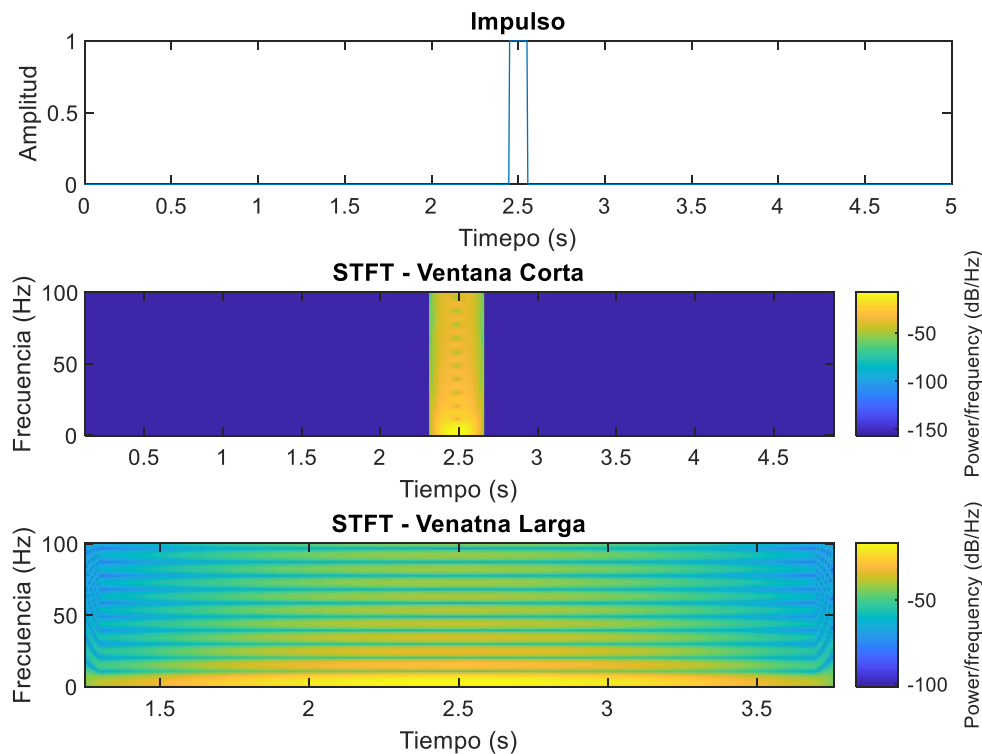 Impulso
Amplitud
1
0.5
0
0 0.5 1 1.5 2 2.5 3 3.5 4 4.5 5
Timepo (s)
STFT - Ventana Corta
Frecuencia (Hz)
100
50
0
0.5 1 1.5 2 2.5 3 3.5 4 4.5
Tiempo (s)
-50
-100
-150
Power/frequency (dB/Hz)
STFT - Venatna Larga
Frecuencia (Hz)
100
50
0
1.5 2 2.5 3 3.5
Tiempo (s)
-50
-100
Power/frequency (dB/Hz)